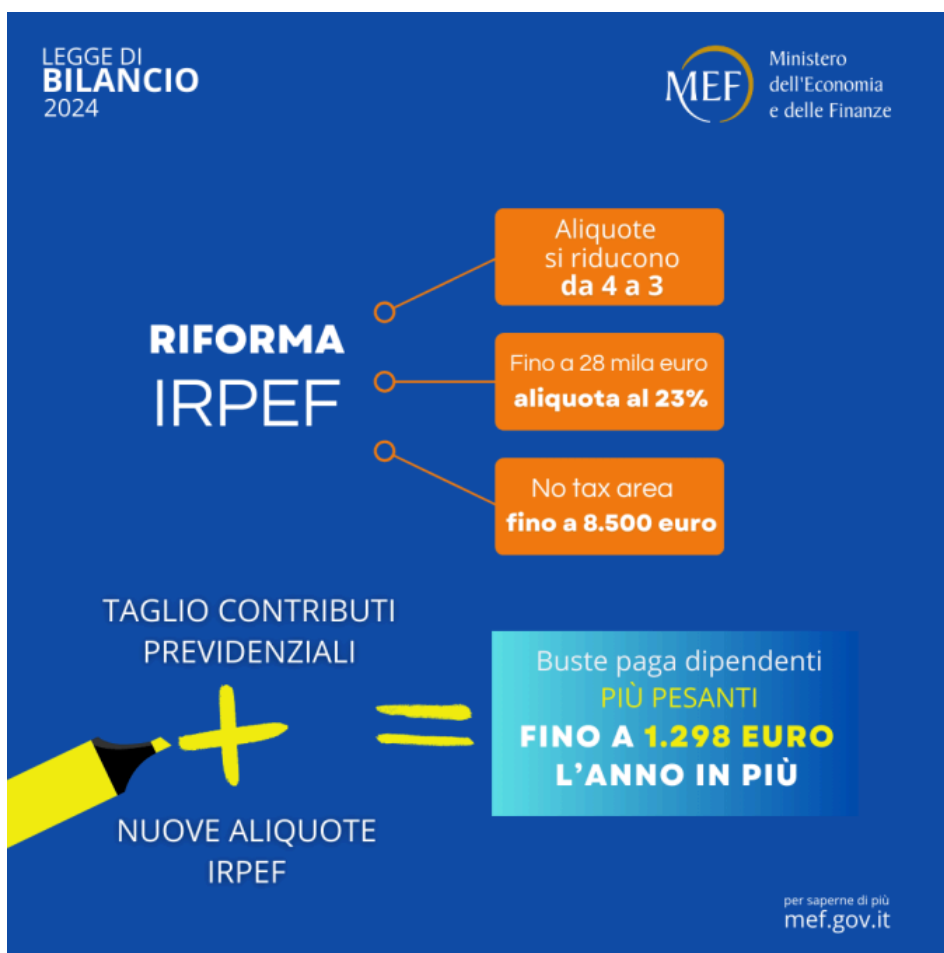 LEGGE DI
BILANCIO
2024
MEF
Ministero
dell'Economia
e delle Finanze
RIFORMA
IRPEF
Aliquote
si riducono
da 4 a 3
Fino a 28 mila euro
aliquota al 23%
No tax area
fino a 8.500 euro
TAGLIO CONTRIBUTI
PREVIDENZIALI
+
NUOVE ALIQUOTE
IRPEF
=
Buste paga dipendenti
PIÙ PESANTI
FINO A 1.298 EURO
L'ANNO IN PIÙ
per saperne di più
mef.gov.it